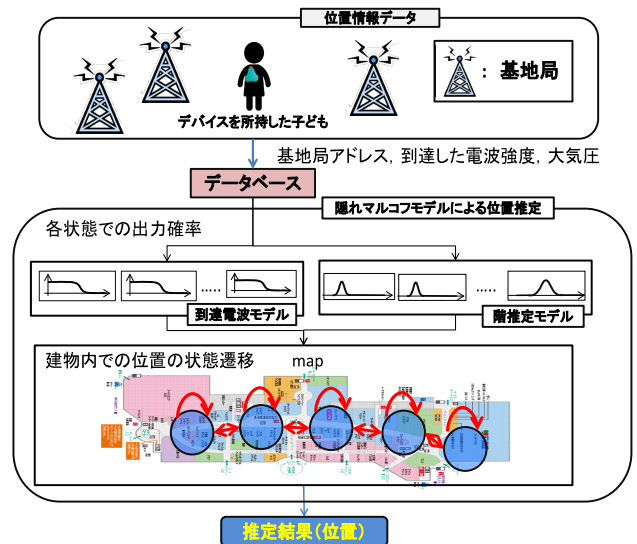 位置情報データ
： 基地局
デバイスを所持した子ども
基地局アドレス，到達した電波強度，大気圧
データベース
隠れマルコフモデルによる位置推定
各状態での出力確率
.....
.....
到達電波モデル
階推定モデル
建物内での位置の状態遷移
map
推定結果(位置)